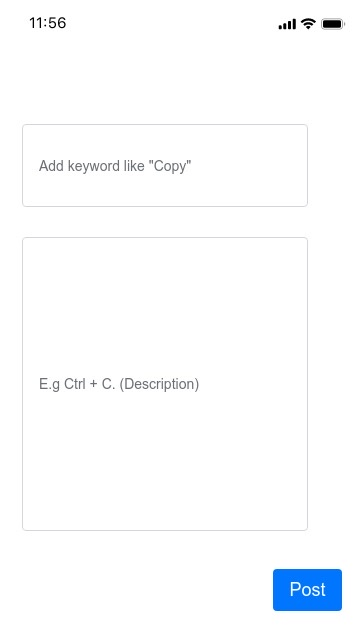 11:56
Add keyword like "Copy"
E.g Ctrl + C. (Description)
Post